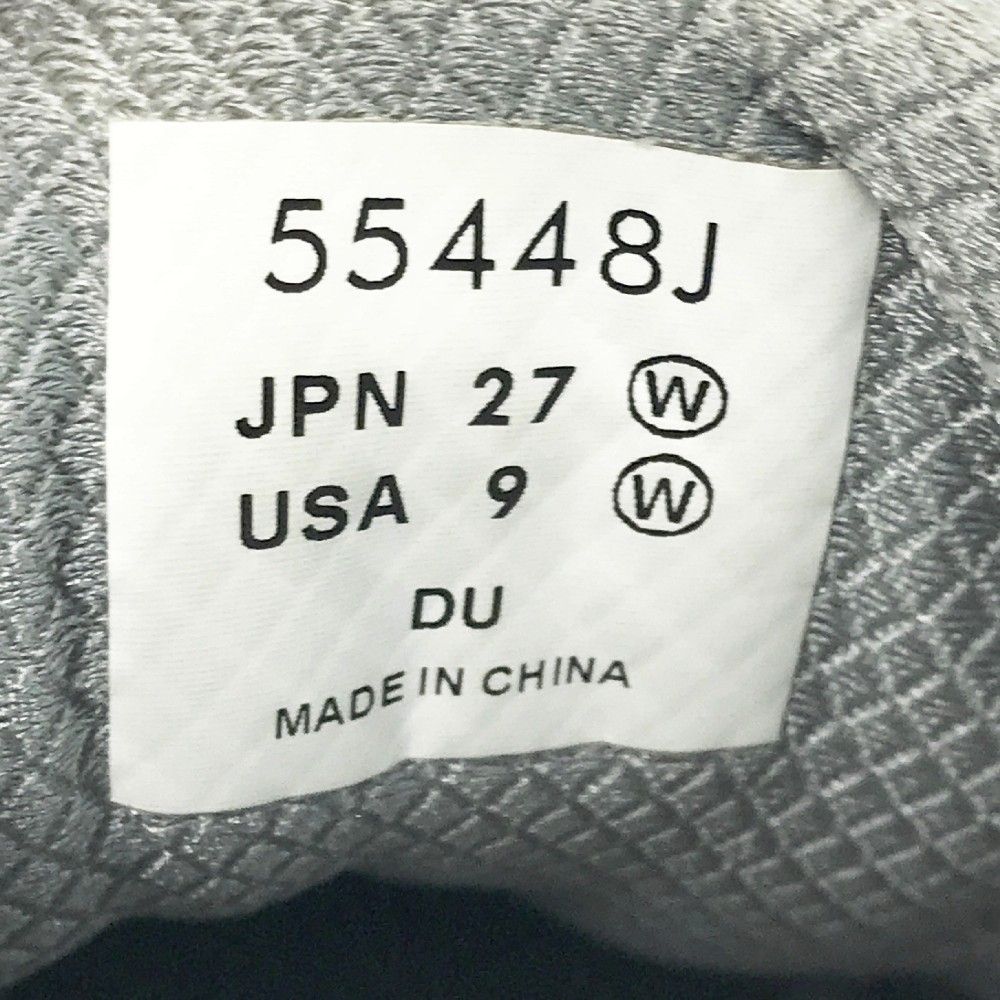 55448J
JPN 27 Ⓦ
USA 9 Ⓦ
DU
MADE IN CHINA